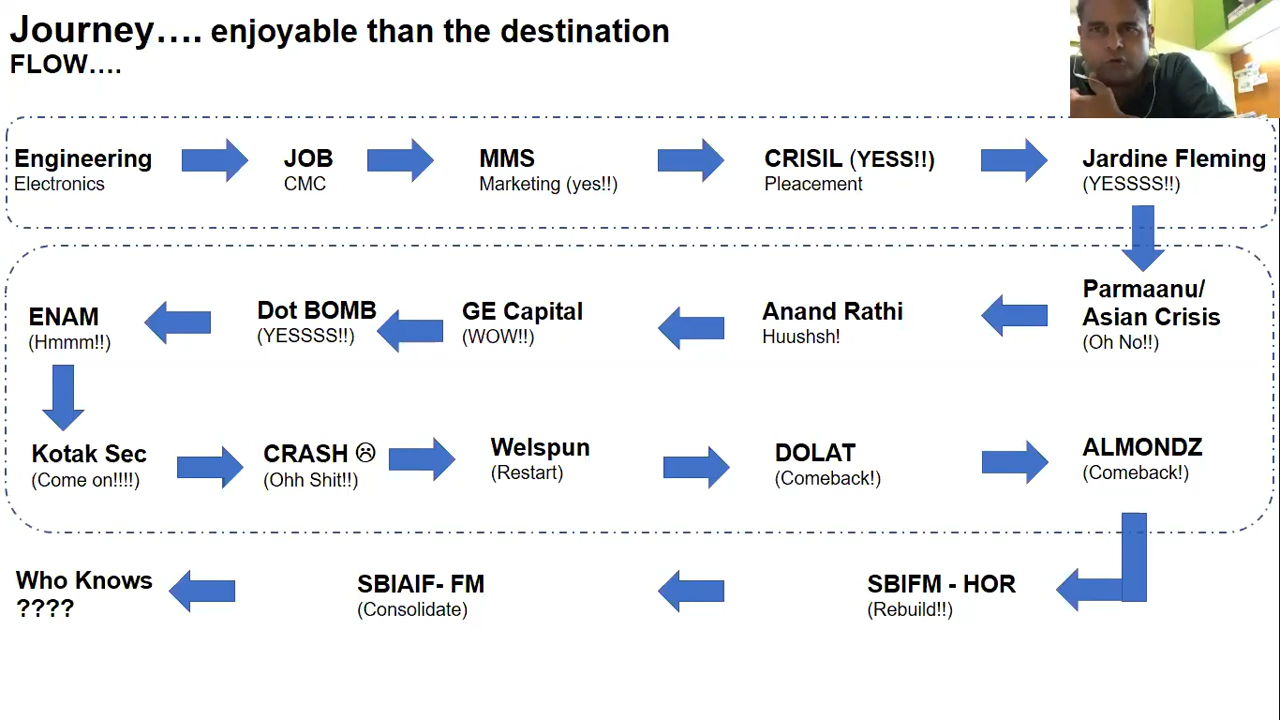 Journey…. enjoyable than the destination
FLOW….
Engineering
Electronics
JOB
CMC
MMS
Marketing (yes!!)
CRISIL (YESS!!)
Pleacement
Jardine Fleming
(YESSSS!!)
Parmaanu/
Asian Crisis
(Oh No!!)
Anand Rathi
Huushsh!
GE Capital
(WOW!!)
Dot BOMB
(YESSSS!!)
ENAM
(Hmmm!!)
Kotak Sec
(Come on!!!!)
CRASH ☹
(Ohh Shit!!)
Welspun
(Restart)
DOLAT
(Comeback!)
ALMONDZ
(Comeback!)
SBIFM - HOR
(Rebuild!!)
SBIAIF- FM
(Consolidate)
Who Knows
????